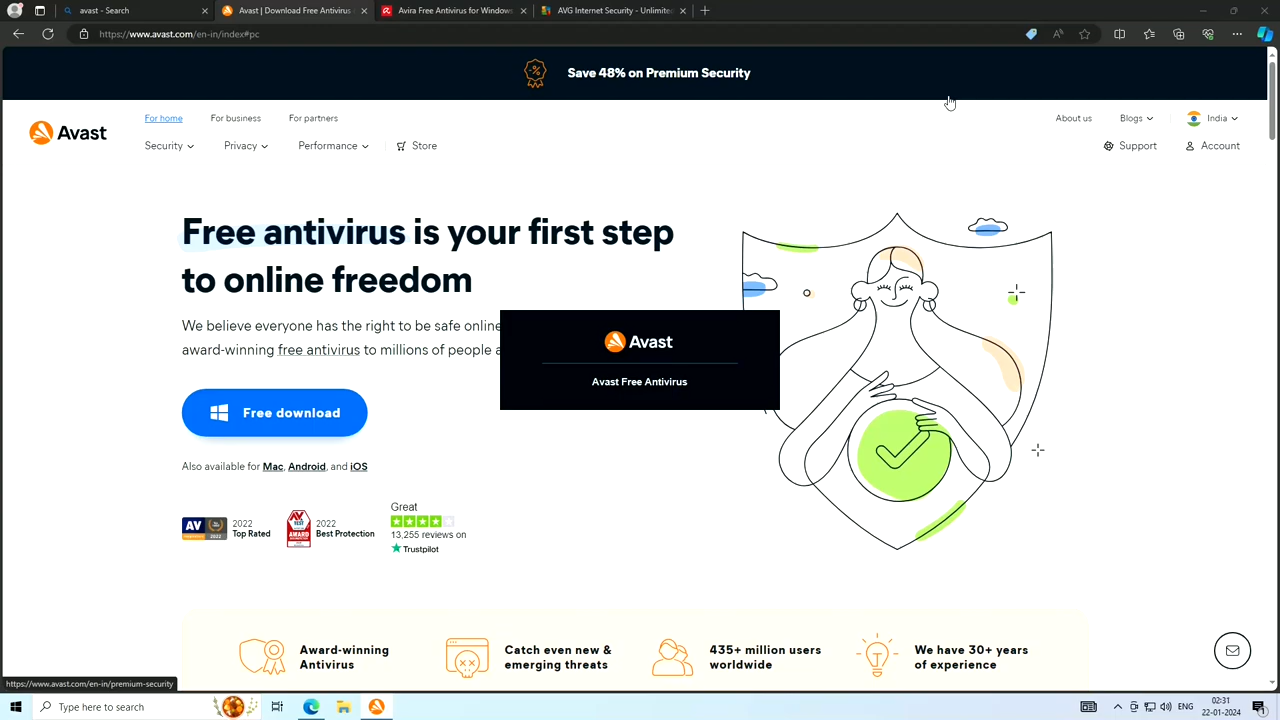 avast - Search
Avast | Download Free Antivirus
Avira Free Antivirus for Windows
AVG Internet Security - Unlimite
https://www.avast.com/en-in/index#pc
Save 48% on Premium Security
Avast
For home
For business
For partners
About us
Blogs
India
Security
Privacy
Performance
Store
Support
Account
Free antivirus is your first step
to online freedom
We believe everyone has the right to be safe online
award-winning free antivirus to millions of people a
Avast
Avast Free Antivirus
Free download
Also available for Mac, Android, and iOS
AV
2022
2022
Top Rated
AV TEST
AWARD
2022
Best Protection
Great
13,255 reviews on
Trustpilot
Award-winning
Antivirus
Catch even new &
emerging threats
435+ million users
worldwide
We have 30+ years
of experience
https://www.avast.com/en-in/premium-security
Type here to search
ENG
02:31
22-01-2024
1